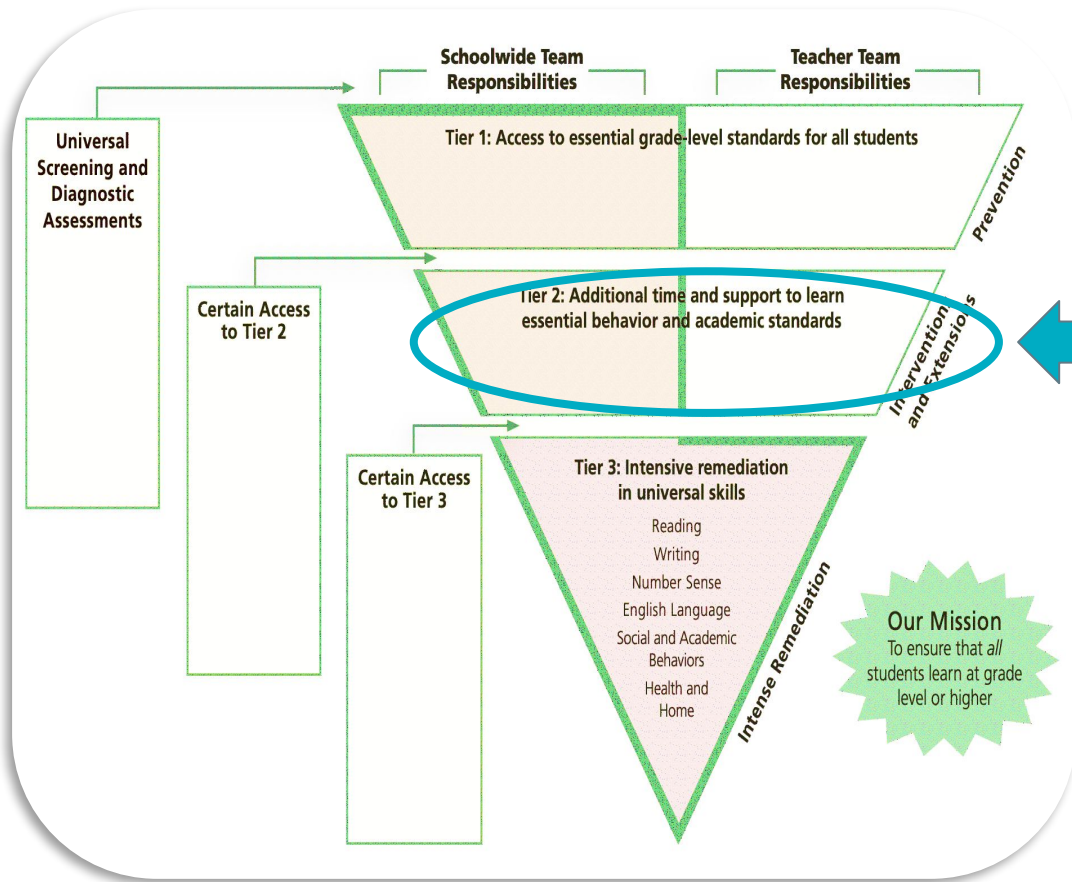 Schoolwide Team
Responsibilities
Teacher Team
Responsibilities
Universal
Screening and
Diagnostic
Assessments
Tier 1: Access to essential grade-level standards for all students
Prevention
Certain Access
to Tier 2
Tier 2: Additional time and support to learn
essential behavior and academic standards
Interventions
and Extensions
Certain Access
to Tier 3
Tier 3: Intensive remediation
in universal skills
Reading
Writing
Number Sense
English Language
Social and Academic
Behaviors
Health and
Home
Intense Remediation
Our Mission
To ensure that all
students learn at grade
level or higher